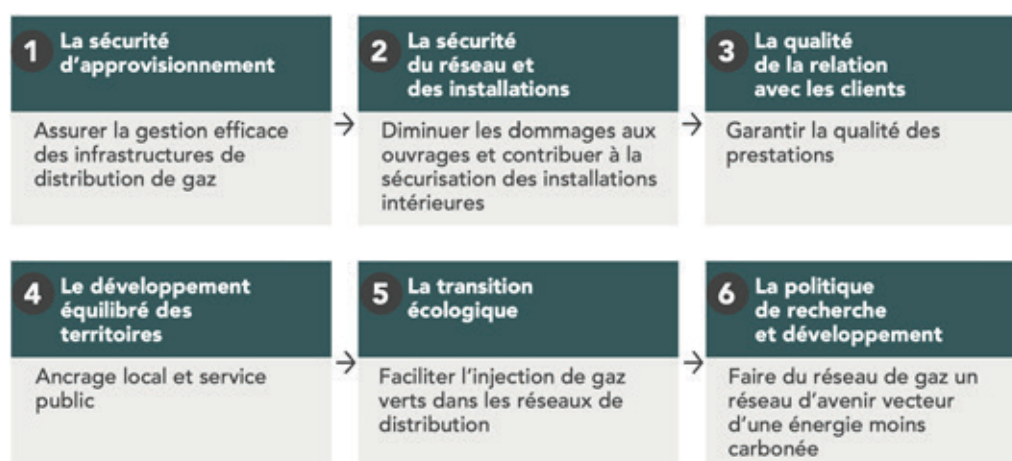 1
La sécurité
d'approvisionnement
Assurer la gestion efficace
des infrastructures de
distribution de gaz
2
La sécurité
du réseau et
des installations
Diminuer les dommages aux
ouvrages et contribuer à la
sécurisation des installations
intérieures
3
La qualité
de la relation
avec les clients
Garantir la qualité des
prestations
4
Le développement
équilibré des
territoires
Ancrage local et service
public
5
La transition
écologique
Faciliter l'injection de gaz
verts dans les réseaux de
distribution
6
La politique
de recherche
et développement
Faire du réseau de gaz un
réseau d'avenir vecteur
d'une énergie moins
carbonée